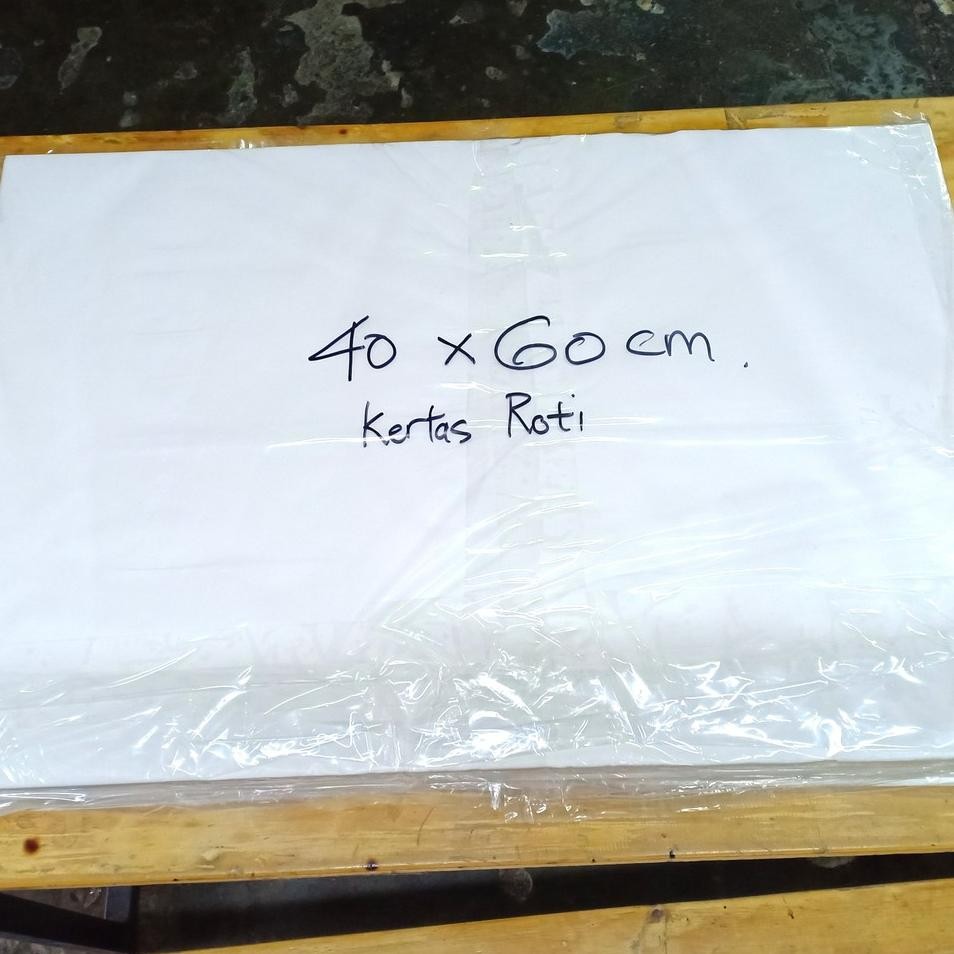 40 x 60 cm.
Kertas Roti